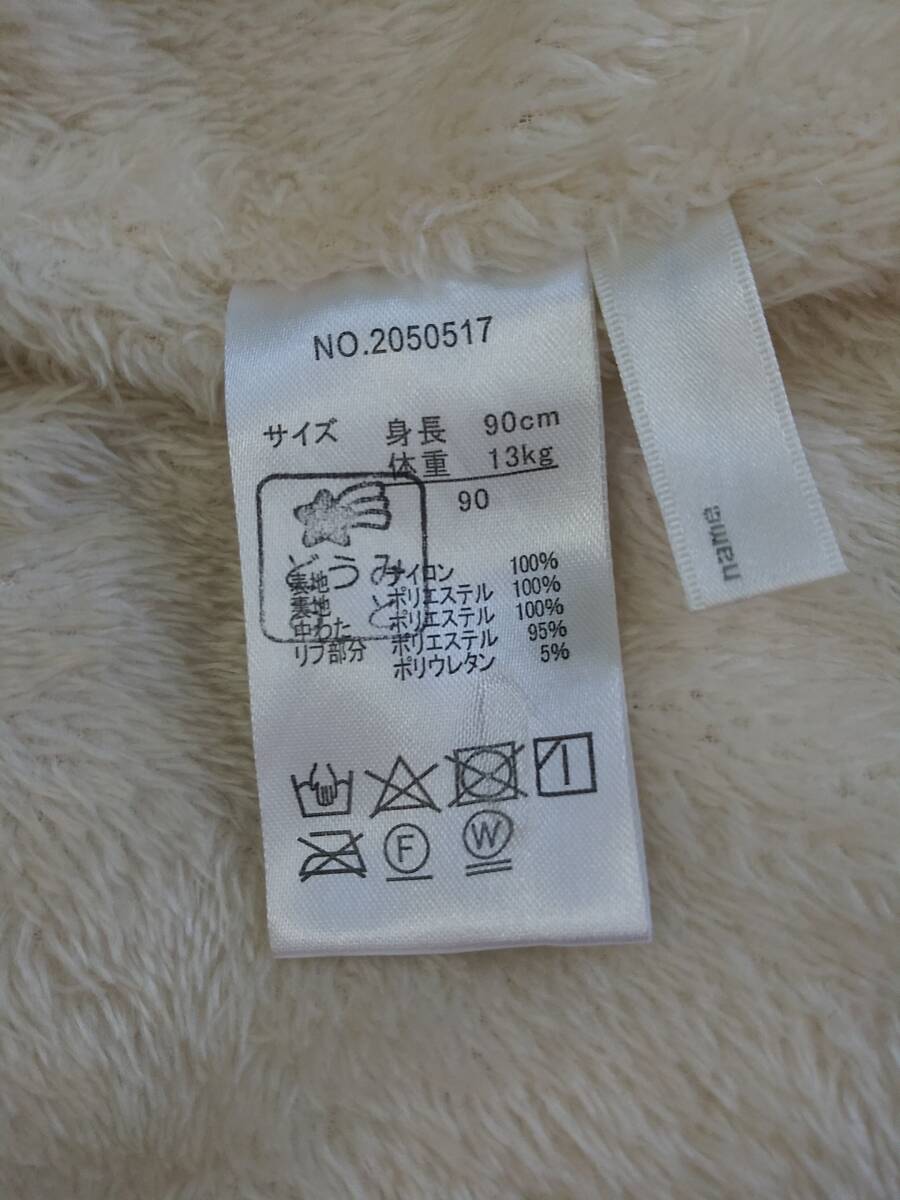 NO.2050517
サイズ 身長 90cm
体重 13kg
90
表地 ナイロン 100%
裏地 ポリエステル 100%
中わた ポリエステル 100%
リブ部分 ポリエステル 95%
ポリウレタン 5%
どうみ
と
F
W
name